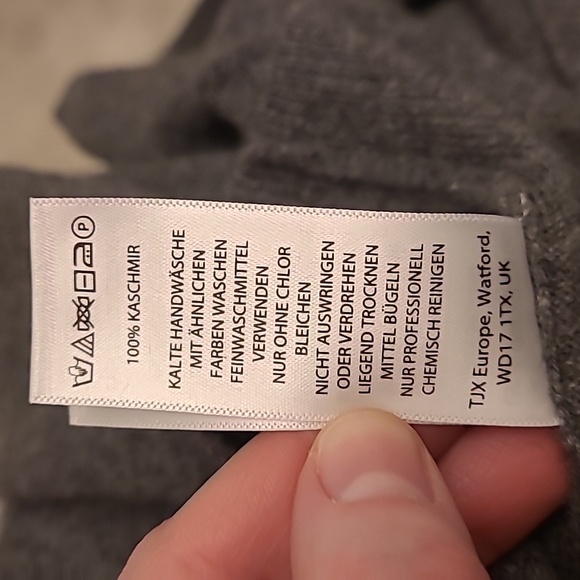 P
100% KASCHMIR
KALTE HANDWÄSCHE
MIT ÄHNLICHEN
FARBEN WASCHEN
FEINWASCHMITTEL
VERWENDEN
NUR OHNE CHLOR
BLEICHEN
NICHT AUSWRINGEN
ODER VERDREHEN
LIEGEND TROCKNEN
MITTEL BÜGELN
NUR PROFESSIONELL
CHEMISCH REINIGEN
TJX Europe, Watford,
WD17 1TX, UK